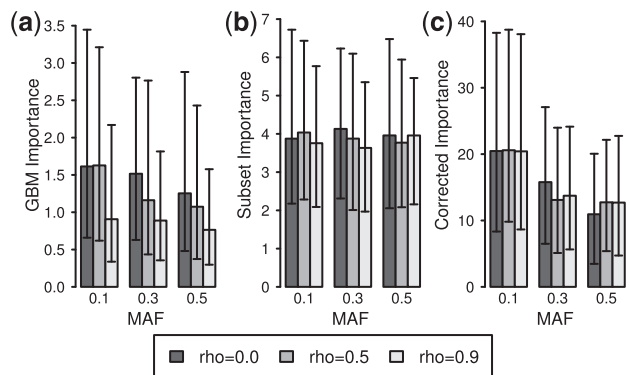 (a)
GBM Importance
3.5
3.0
2.5
2.0
1.5
1.0
0.5
0.0
0.1 0.3 0.5
MAF
(b)
Subset Importance
7
6
5
4
3
2
1
0
0.1 0.3 0.5
MAF
(c)
Corrected Importance
40
30
20
10
0
0.1 0.3 0.5
MAF
rho=0.0 rho=0.5 rho=0.9